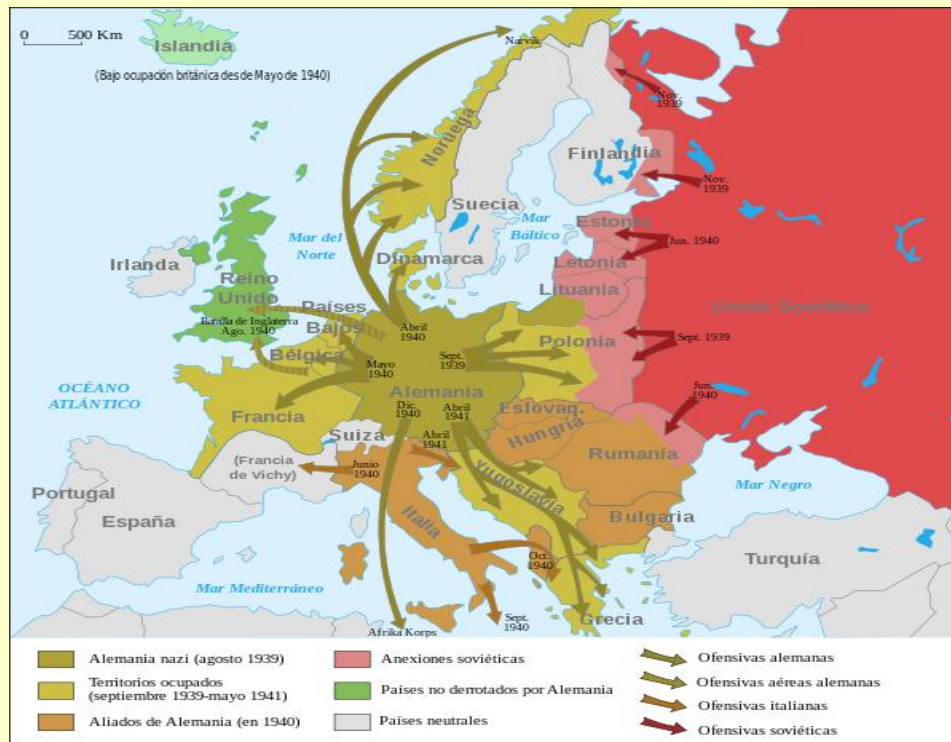 0 500 Km
Islandia
(Bajo ocupación británica des de Mayo de 1940)
Narvik
Noruega
Nov.
1939
Finlandia
Nov.
1939
Suecia
Mar
Báltico
Estonia
Jun. 1940
Letonia
Lituania
Mar del
Norte
Dinamarca
Irlanda
Reino
Unido
Países
Bajos
Batalla de Inglaterra
Ago. 1940
Bélgica
Abril
1940
Mayo
1940
Sept.
1939
Polonia
Sept. 1939
Unión Soviética
Alemania
Jun.
1940
OCÉANO
ATLÁNTICO
Francia
Dic.
1940
Abril
1941
Eslovaq.
Hungría
Suiza
Abril
1941
Rumanía
(Francia
de Vichy)
Junio
1940
Yugoslavia
Portugal
España
Italia
Mar Negro
Bulgaria
Oct.
1940
Turquía
Mar Mediterráneo
Grecia
Afrika Korps
Sept.
1940
Alemania nazi (agosto 1939)
Territorios ocupados
(septiembre 1939-mayo 1941)
Aliados de Alemania (en 1940)
Anexiones soviéticas
Países no derrotados por Alemania
Países neutrales
Ofensivas alemanas
Ofensivas aéreas alemanas
Ofensivas italianas
Ofensivas soviéticas